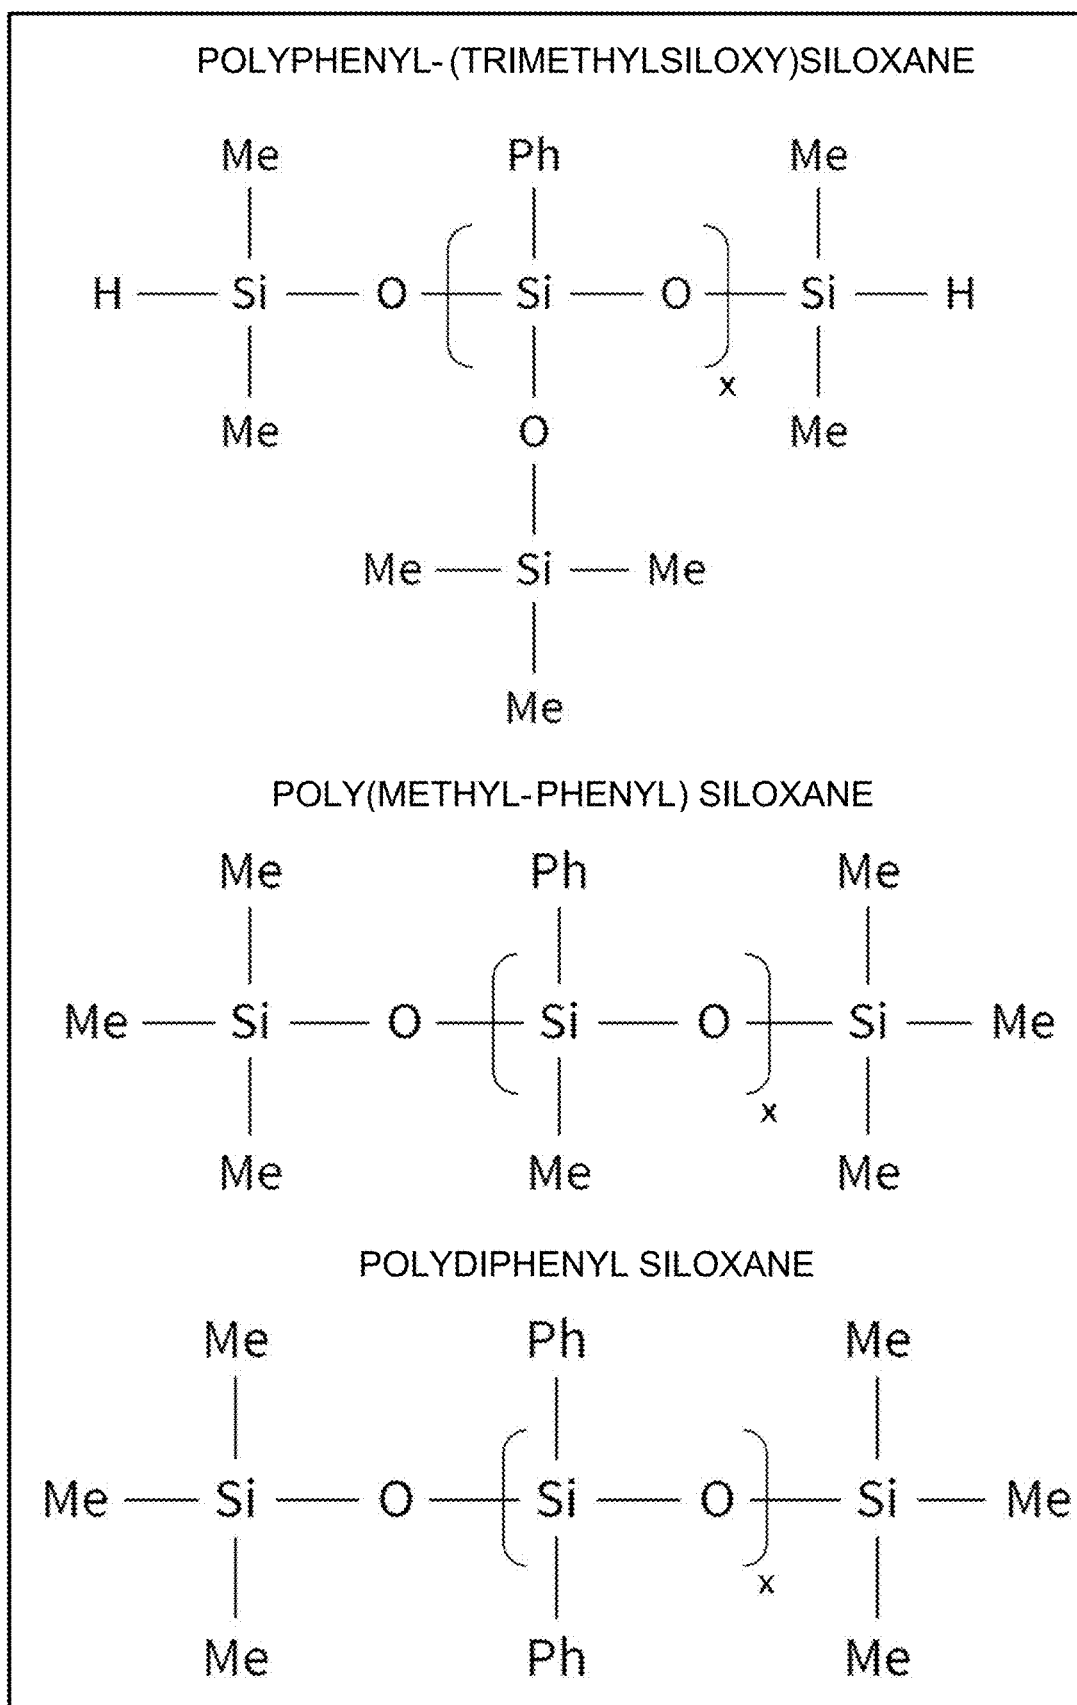 POLYPHENYL-(TRIMETHYLSILOXY)SILOXANE
Me Ph Me
H Si O Si O Si H
x
Me O Me
Me Si Me
Me
POLY(METHYL-PHENYL) SILOXANE
Me Ph Me
Me Si O Si O Si Me
x
Me Me Me
POLYDIPHENYL SILOXANE
Me Ph Me
Me Si O Si O Si Me
x
Me Ph Me